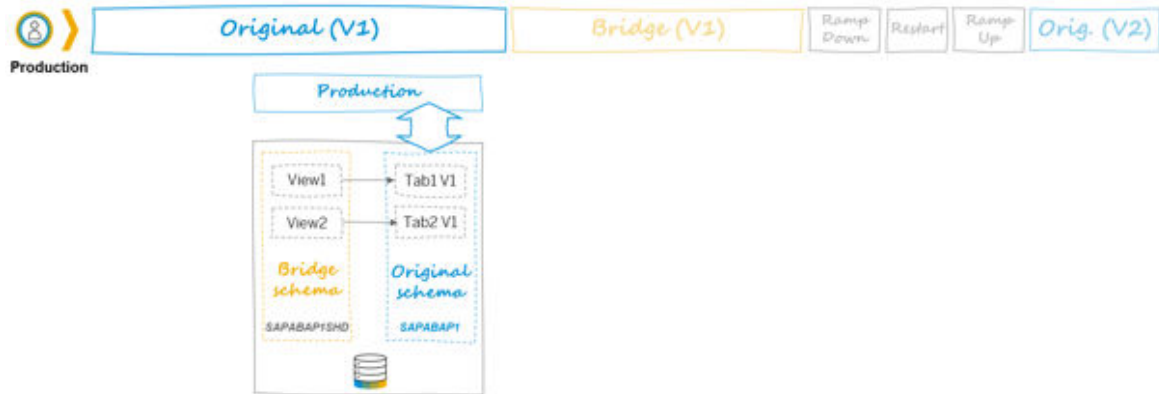 Original (V1)
Bridge (V1)
Ramp
Down
Restart
Ramp
Up
Orig. (V2)
Production
Production
View1
Tab1 V1
View2
Tab2 V1
Bridge
schema
Original
schema
SAPABAP1SHD
SAPABAP1